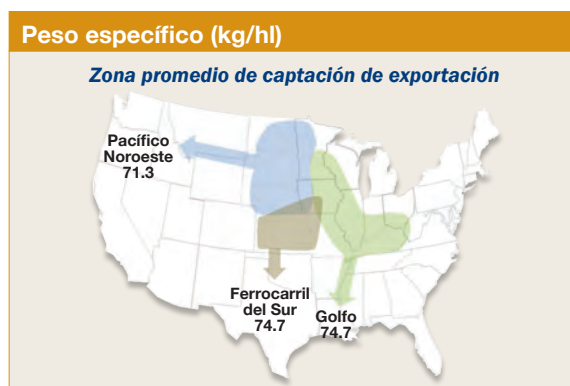 Peso específico (kg/hl)
Zona promedio de captación de exportación
Pacífico
Noroeste
71.3
Ferrocarril
del Sur
74.7
Golfo
74.7